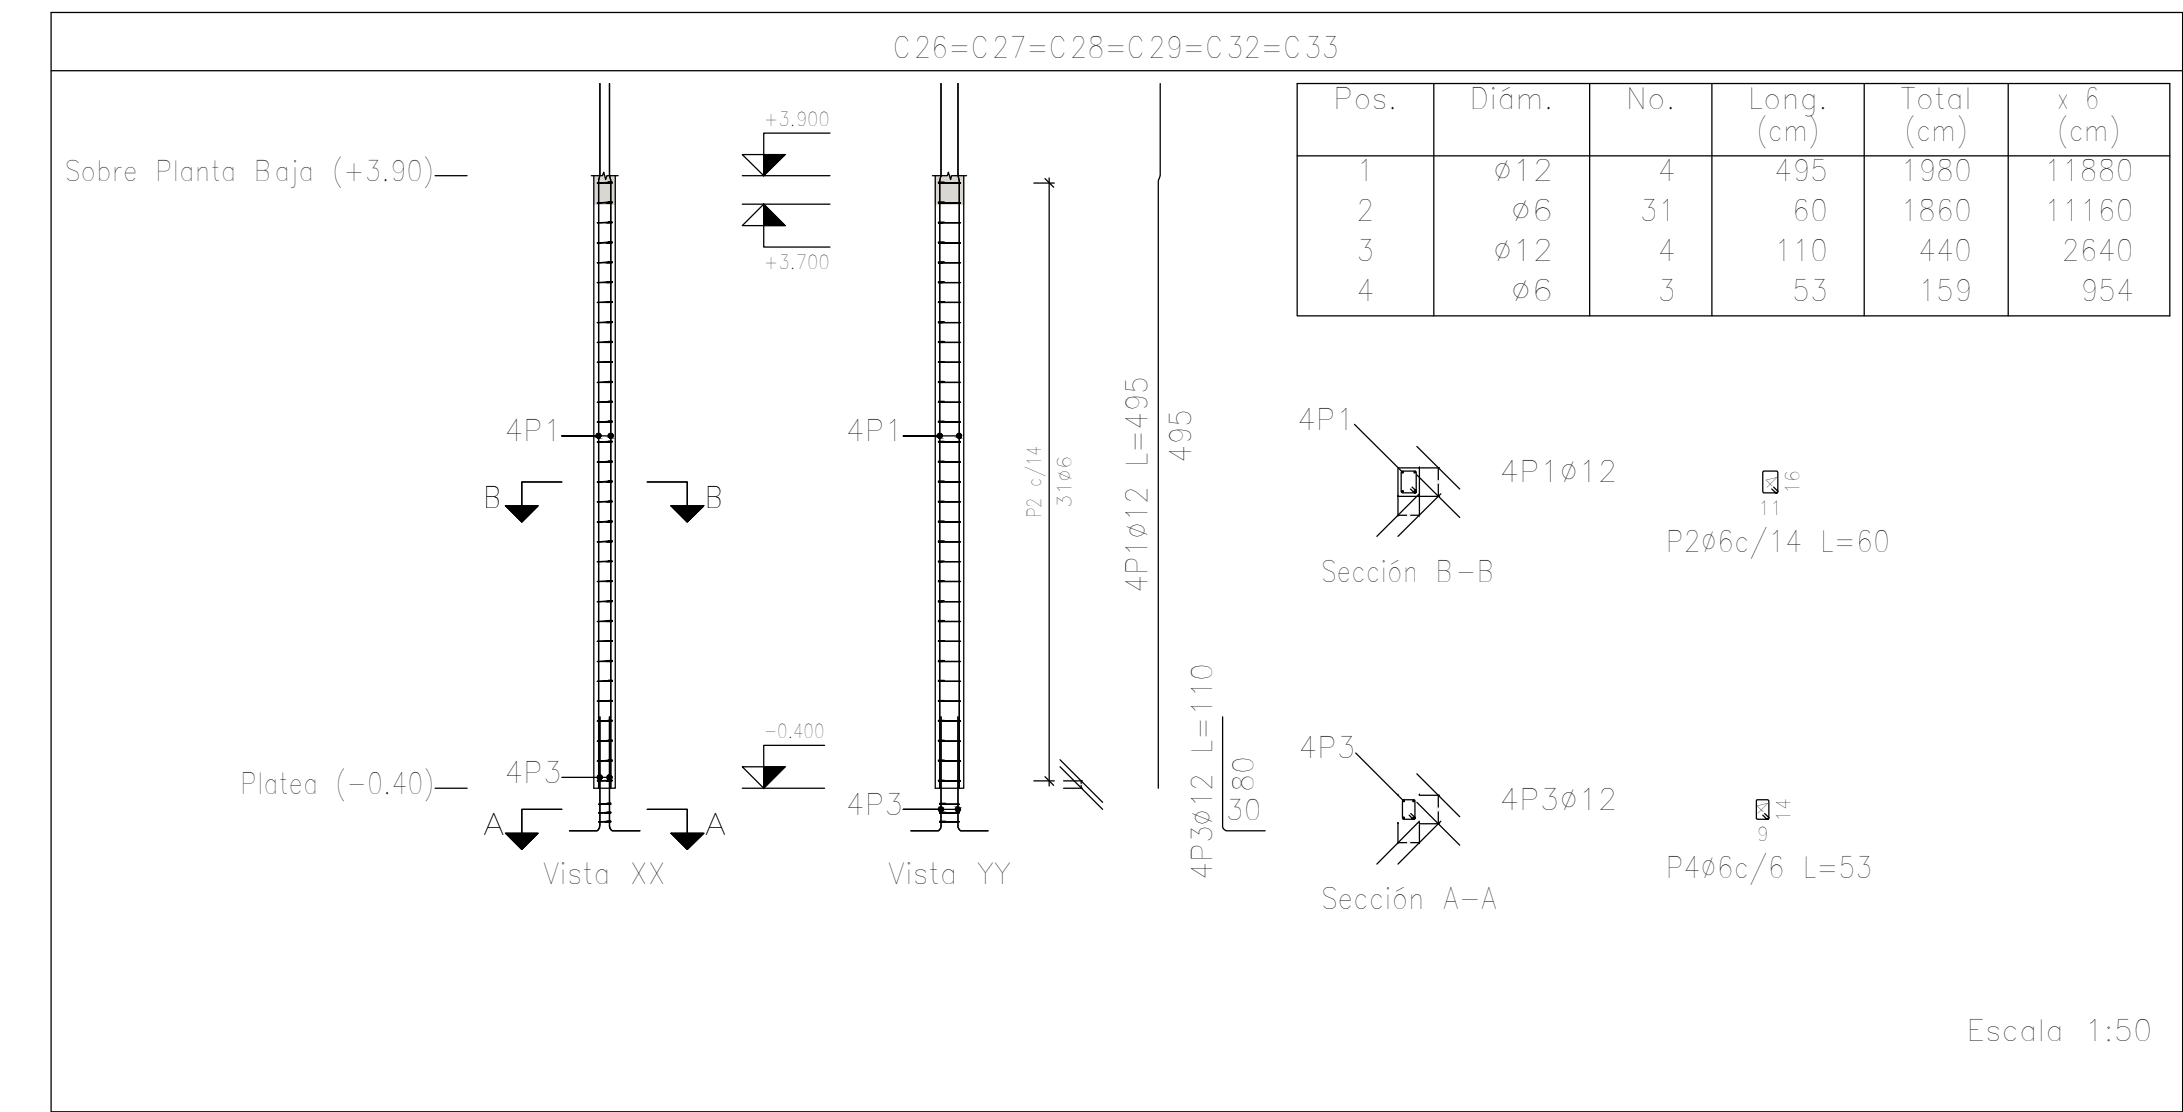 C26=C27=C28=C29=C32=C33
Pos. Diám. No. Long. (cm) Total (cm) x 6 (cm)
1 ø12 4 495 1980 11880
2 ø6 31 60 1860 11160
3 ø12 4 110 440 2640
4 ø6 3 53 159 954
Sobre Planta Baja (+3.90)
+3.900
+3.700
4P1
4P1
B
B
P2 c/14
31ø6
4P1ø12 L=495
495
4P1
4P1ø12
16
11
P2ø6c/14 L=60
Sección B-B
-0.400
Platea (-0.40)
4P3
4P3
A
A
Vista XX
Vista YY
4P3ø12 L=110
80
30
4P3
4P3ø12
14
9
P4ø6c/6 L=53
Sección A-A
Escala 1:50